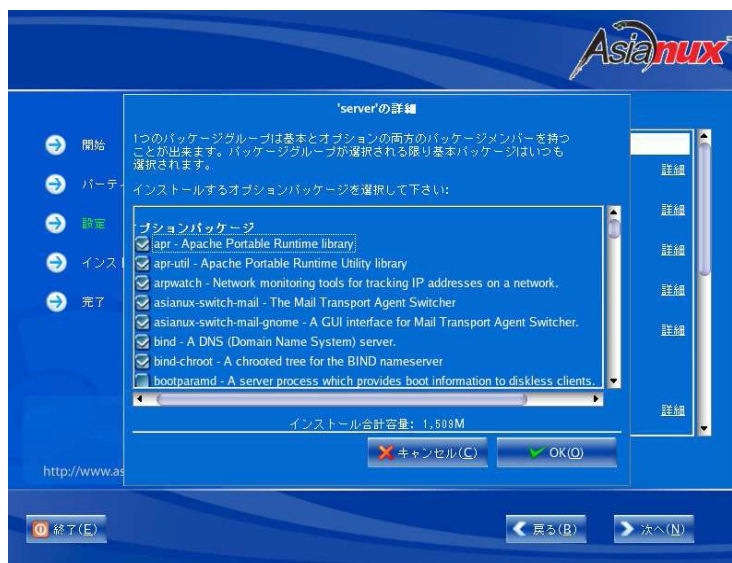 Asianux
'server'の詳細
開始
パーテ
設定
インス
完了
1つのパッケージグループは基本とオプションの両方のパッケージメンバーを持つ
ことが出来ます。パッケージグループが選択される限り基本パッケージはいつも
選択されます。
インストールするオプションパッケージを選択して下さい:
プションパッケージ
apr - Apache Portable Runtime library
apr-util - Apache Portable Runtime Utility library
arpwatch - Network monitoring tools for tracking IP addresses on a network.
asianux-switch-mail - The Mail Transport Agent Switcher
asianux-switch-mail-gnome - A GUI interface for Mail Transport Agent Switcher.
bind - A DNS (Domain Name System) server.
bind-chroot - A chrooted tree for the BIND nameserver
bootparamd - A server process which provides boot information to diskless clients.
詳細
詳細
詳細
詳細
詳細
詳細
インストール合計容量: 1,509M
キャンセル(C)
OK(O)
http://www.as
終了(E)
戻る(B)
次へ(N)